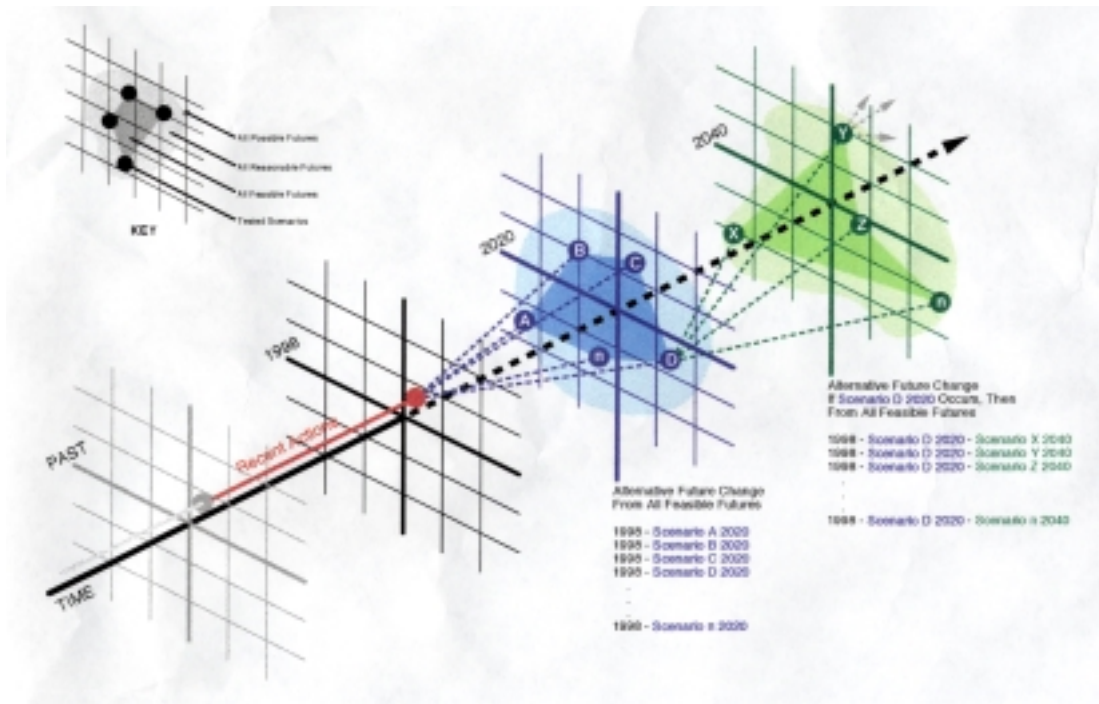 All Possible Futures
All Reasonable Futures
All Feasible Futures
Tested Scenarios
KEY
2040
Y
X
Z
n
2020
B
C
A
n
D
1998
Recent Actions
PAST
TIME
Alternative Future Change
If Scenario D 2020 Occurs, Then
From All Feasible Futures
1998 - Scenario D 2020 - Scenario X 2040
1998 - Scenario D 2020 - Scenario Y 2040
1998 - Scenario D 2020 - Scenario Z 2040
1998 - Scenario D 2020 - Scenario n 2040
Alternative Future Change
From All Feasible Futures
1998 - Scenario A 2020
1998 - Scenario B 2020
1998 - Scenario C 2020
1998 - Scenario D 2020
1998 - Scenario n 2020